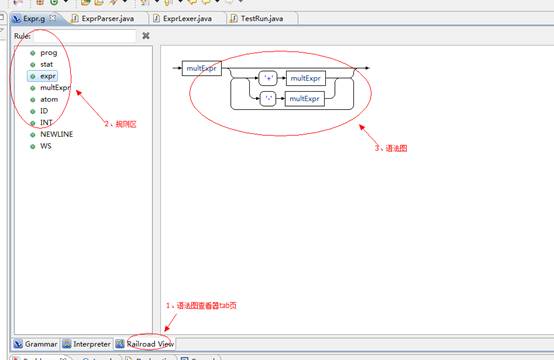 Expr.g
ExprParser.java
ExprLexer.java
TestRun.java
Rule:
prog
stat
expr
multExpr
atom
ID
INT
NEWLINE
WS
multExpr
'+'
multExpr
'-'
multExpr
2、规则区
3、语法图
1、语法图查看器tab页
Grammar
Interpreter
Railroad View